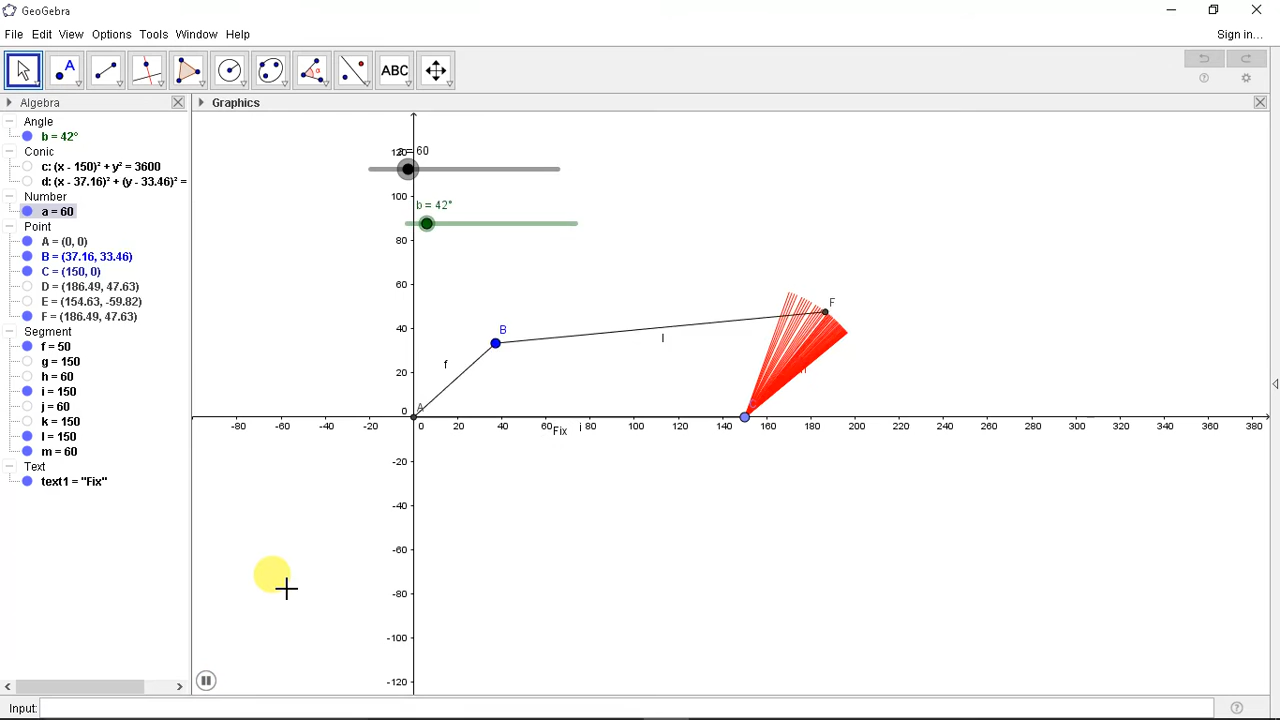 GeoGebra
File Edit View Options Tools Window Help
Sign in...
A
α
ABC
a=2
Algebra
Graphics
Angle
b = 42°
Conic
c: (x - 150)² + y² = 3600
d: (x - 37.16)² + (y - 33.46)² =
Number
a = 60
Point
A = (0, 0)
B = (37.16, 33.46)
C = (150, 0)
D = (186.49, 47.63)
E = (154.63, -59.82)
F = (186.49, 47.63)
Segment
f = 50
g = 150
h = 60
i = 150
j = 60
k = 150
l = 150
m = 60
Text
text1 = "Fix"
120
= 60
100
b = 42°
80
60
40
20
0
-20
-40
-60
-80
-100
-120
F
B
l
f
A
-80 -60 -40 -20 0 20 40 60 80 100 120 140 160 180 200 220 240 260 280 300 320 340 360 380
Fix i
Input: